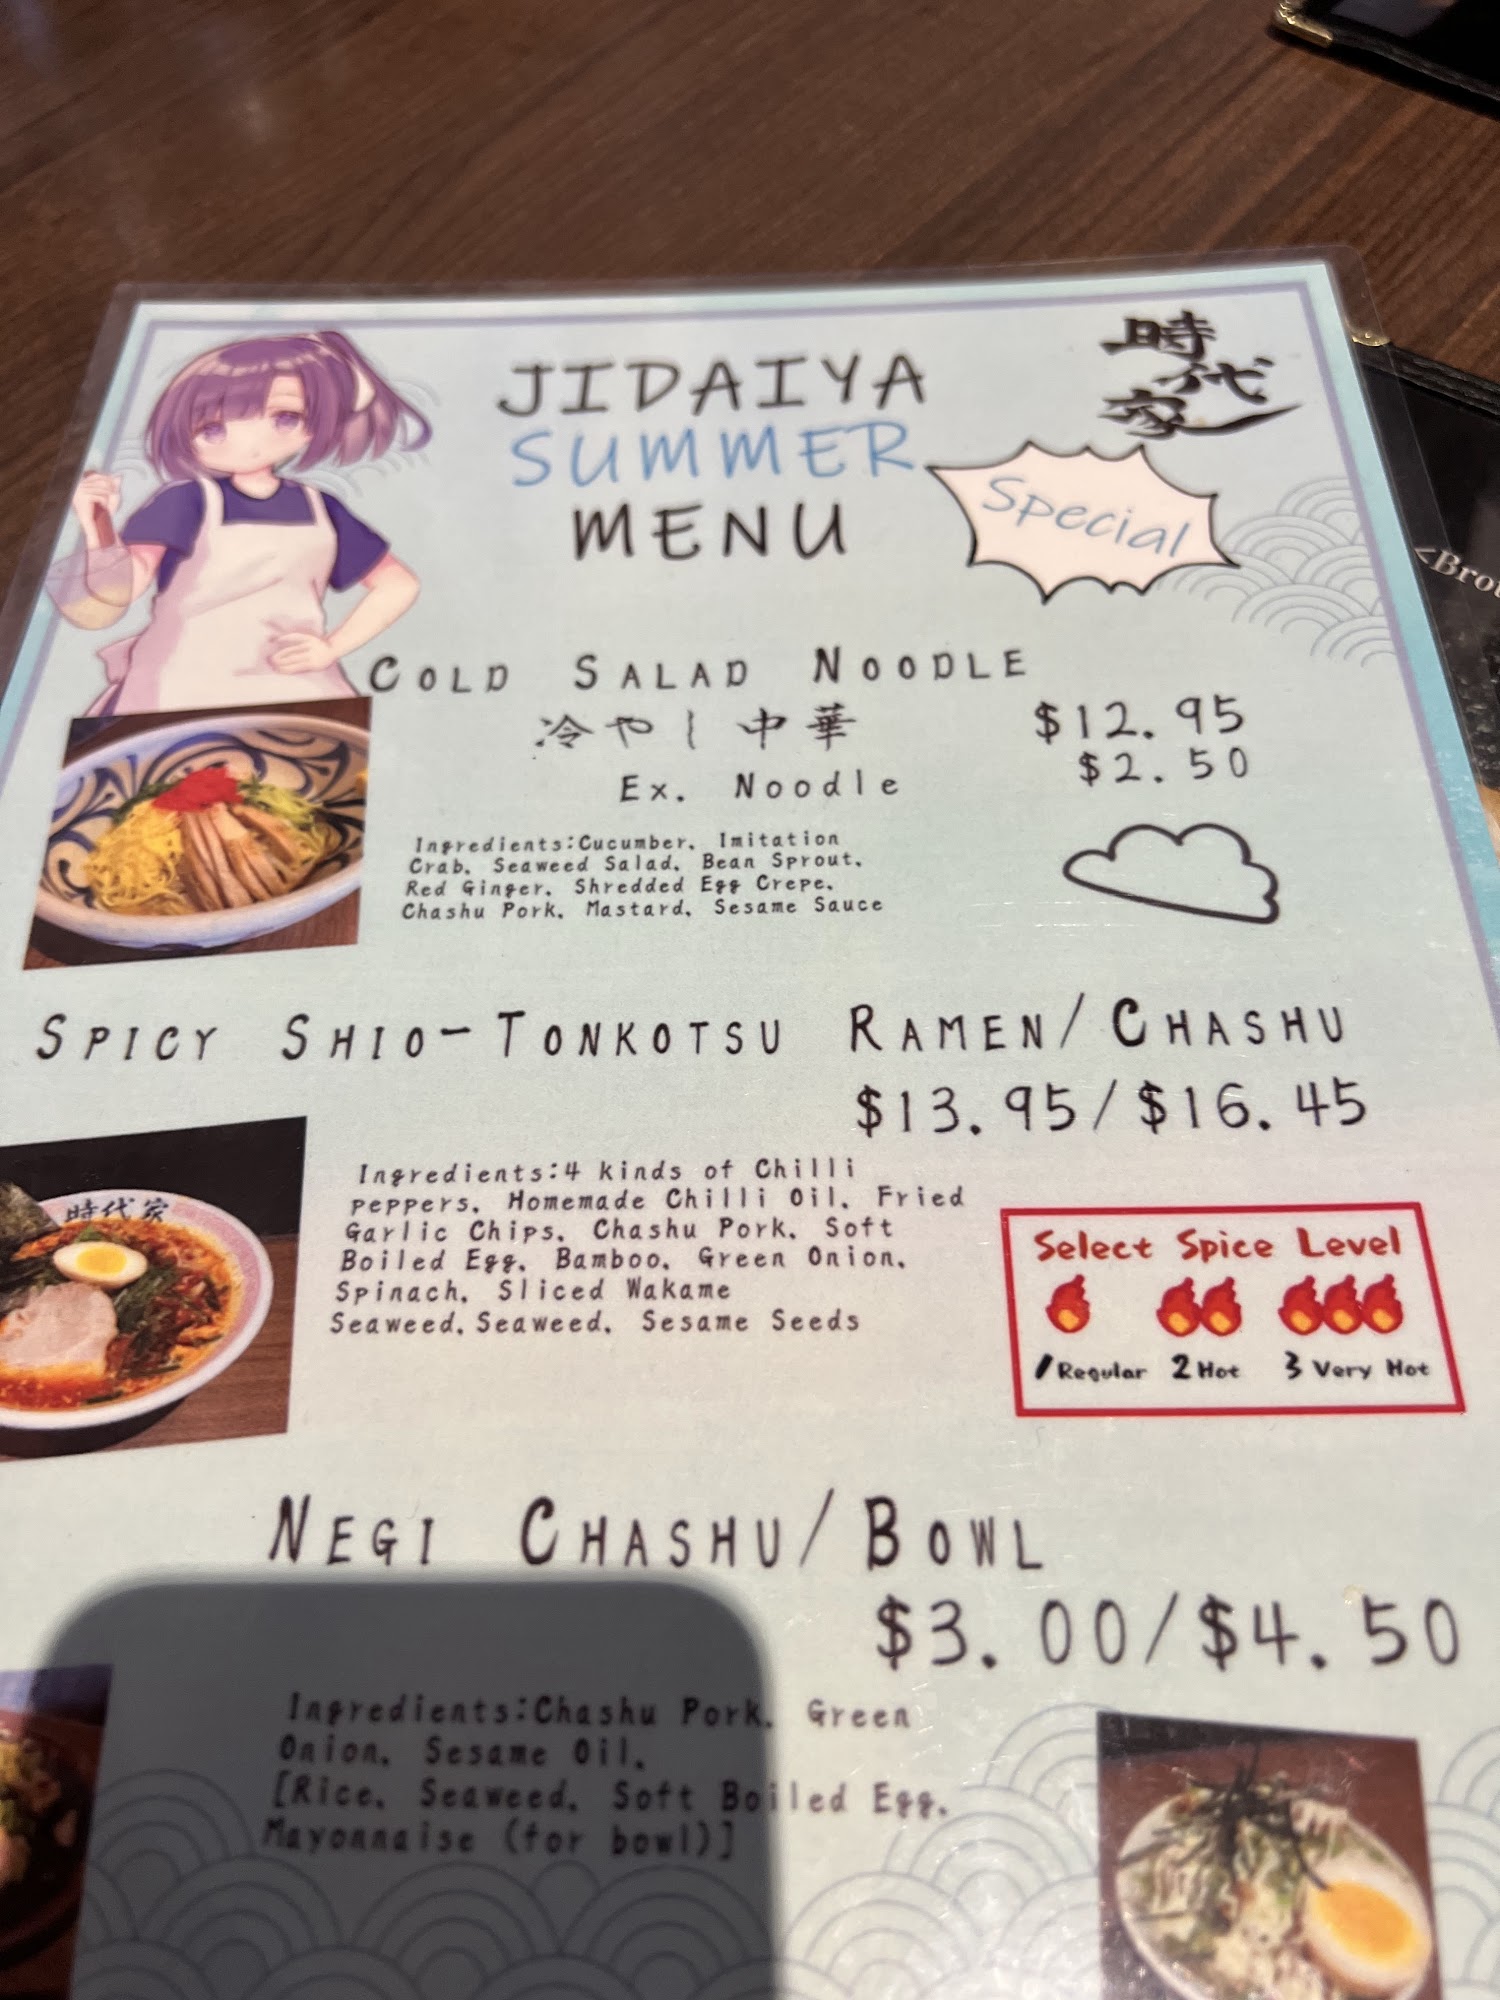 JIDAIYA
SUMMER
MENU
時代家
Special
COLD SALAD NOODLE
冷やし中華 $12.95
Ex. Noodle $2.50
Ingredients:Cucumber. Imitation
Crab. Seaweed Salad. Bean Sprout.
Red Ginger. Shredded Egg Crepe.
Chashu Pork. Mastard. Sesame Sauce
SPICY SHIO-TONKOTSU RAMEN/CHASHU
$13.95/$16.45
時代家
Ingredients:4 kinds of Chilli
peppers. Homemade Chilli Oil. Fried
Garlic Chips. Chashu Pork. Soft
Boiled Egg. Bamboo. Green Onion.
Spinach. Sliced Wakame
Seaweed.Seaweed. Sesame Seeds
Select Spice Level
1 Regular 2 Hot 3 Very Hot
NEGI CHASHU/BOWL
$3.00/$4.50
Ingredients:Chashu Pork. Green
Onion. Sesame Oil.
[Rice. Seaweed. Soft Boiled Egg.
Mayonnaise (for bowl)]